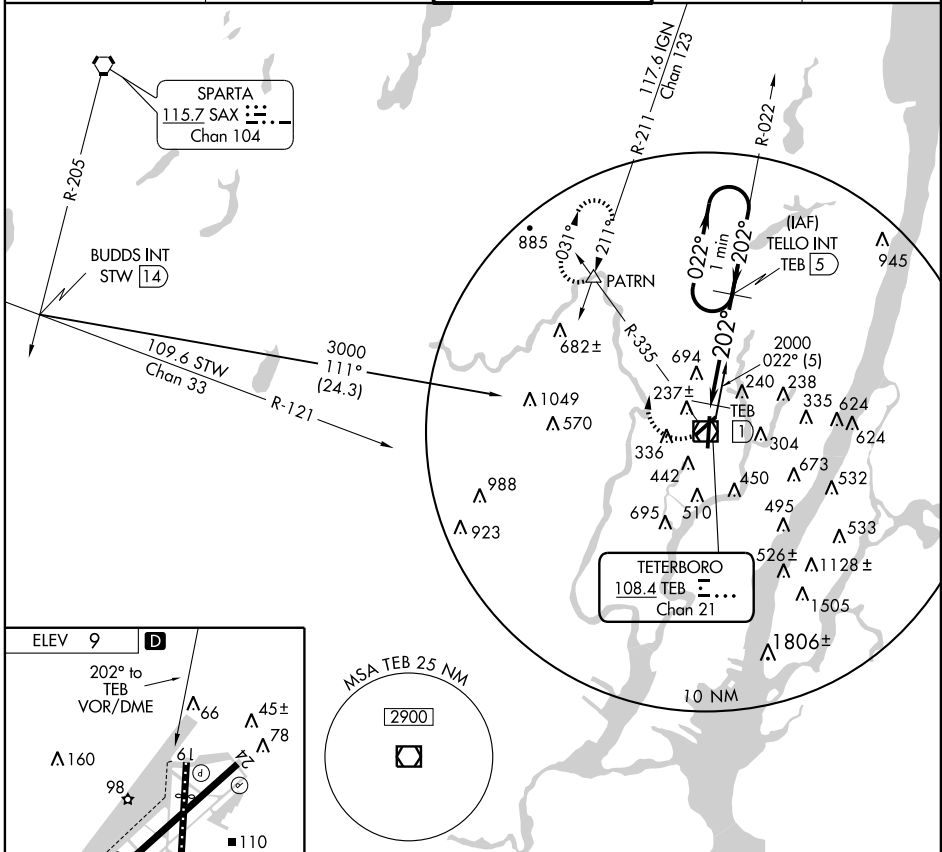 SPARTA
115.7 SAX
Chan 104
R-205
BUDDS INT
STW 14
109.6 STW
Chan 33
R-121
3000
111°
(24.3)
117.6 IGN
Chan 123
R-211
R-022
885
031°
211°
PATRN
022°
1 min
202°
(IAF)
TELLO INT
TEB 5
945
682±
R-335
694
202°
2000
022° (5)
237±
TEB
1
240
238
335
624
624
304
336
1049
570
442
450
673
532
988
923
695
510
495
533
526±
1128±
1505
1806±
TETERBORO
108.4 TEB
Chan 21
10 NM
ELEV 9 D
202° to
TEB
VOR/DME
66
45±
78
160
98
19
24
P
P
110
MSA TEB 25 NM
2900